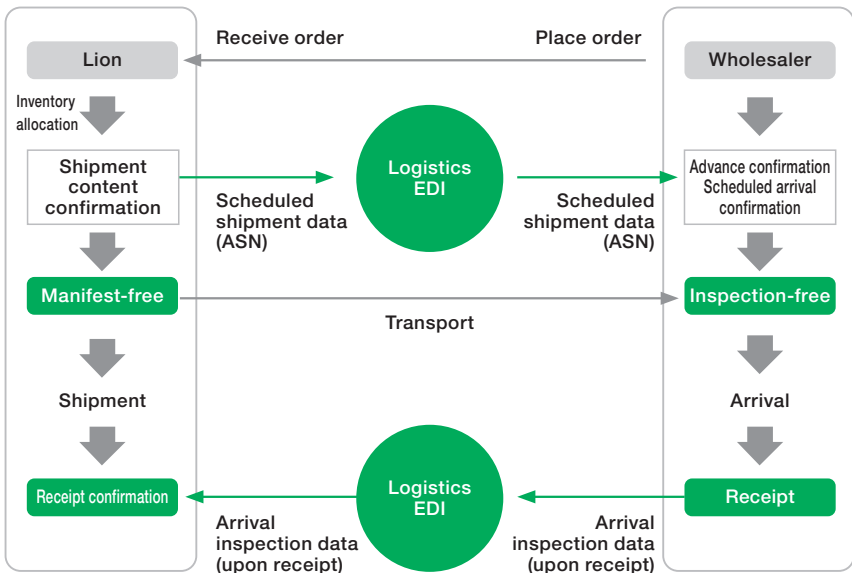 Receive order
Place order
Lion
Wholesaler
Inventory
allocation
Shipment
content
confirmation
Logistics
EDI
Advance confirmation
Scheduled arrival
confirmation
Scheduled
shipment data
(ASN)
Scheduled
shipment data
(ASN)
Manifest-free
Inspection-free
Transport
Shipment
Arrival
Receipt confirmation
Logistics
EDI
Receipt
Arrival
inspection data
(upon receipt)
Arrival
inspection data
(upon receipt)